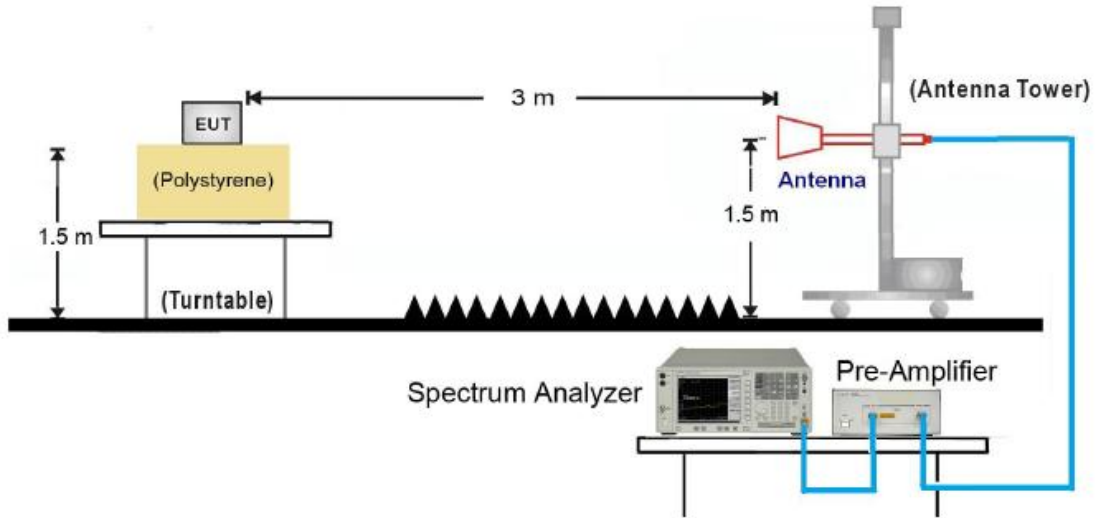 3 m
(Antenna Tower)
EUT
(Polystyrene)
Antenna
1.5 m
1.5 m
(Turntable)
Spectrum Analyzer
Pre-Amplifier